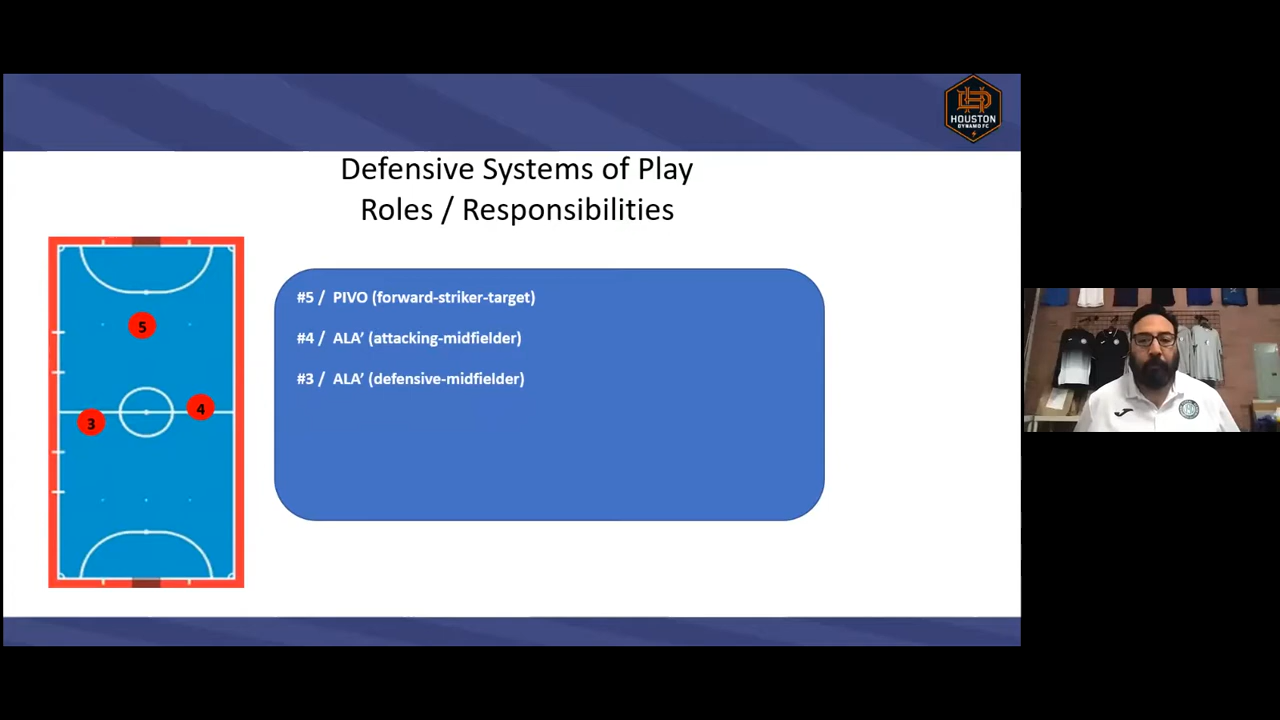 HOUSTON
DYNAMO FC
Defensive Systems of Play
Roles / Responsibilities
#5 / PIVO (forward-striker-target)
#4 / ALA’ (attacking-midfielder)
#3 / ALA’ (defensive-midfielder)
5
4
3